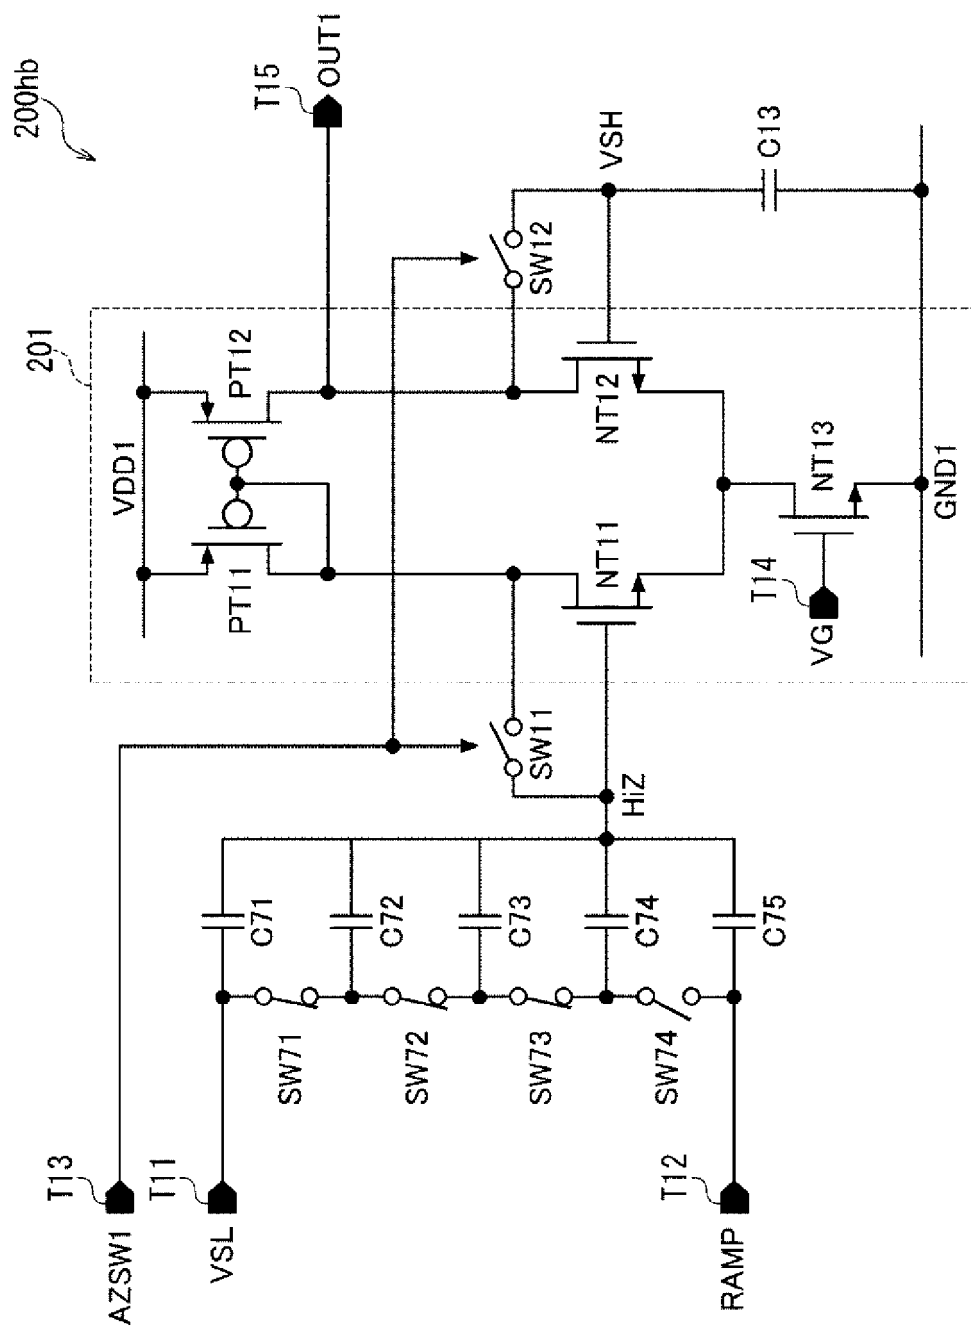 200hb
T15
OUT1
201
VDD1
PT11
PT12
SW12
VSH
C13
NT11
NT12
NT13
T14
VG
GND1
SW11
HiZ
C71
C72
C73
C74
C75
SW71
SW72
SW73
SW74
T13
AZSW1
T11
VSL
T12
RAMP